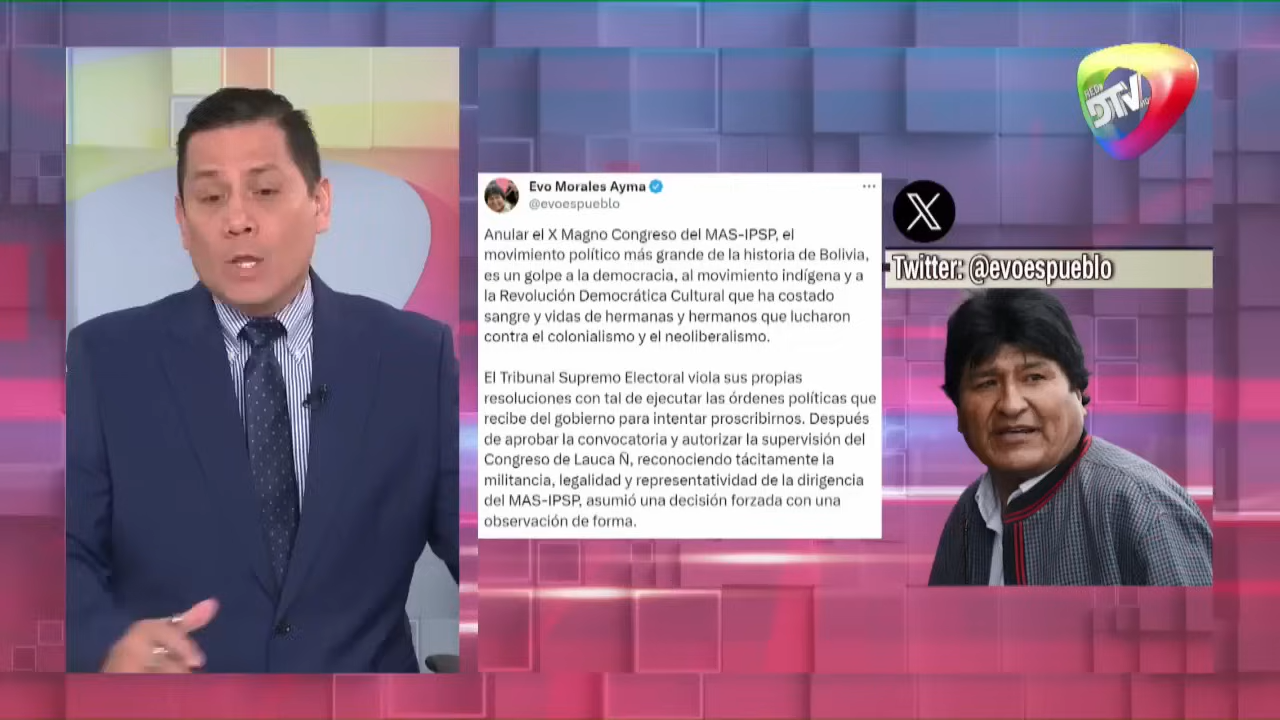 RED
DTV
Evo Morales Ayma
@evoespueblo
Anular el X Magno Congreso del MAS-IPSP, el
movimiento político más grande de la historia de Bolivia,
es un golpe a la democracia, al movimiento indígena y a
la Revolución Democrática Cultural que ha costado
sangre y vidas de hermanas y hermanos que lucharon
contra el colonialismo y el neoliberalismo.
El Tribunal Supremo Electoral viola sus propias
resoluciones con tal de ejecutar las órdenes políticas que
recibe del gobierno para intentar proscribirnos. Después
de aprobar la convocatoria y autorizar la supervisión del
Congreso de Lauca Ñ, reconociendo tácitamente la
militancia, legalidad y representatividad de la dirigencia
del MAS-IPSP, asumió una decisión forzada con una
observación de forma.
X
Twitter: @evoespueblo